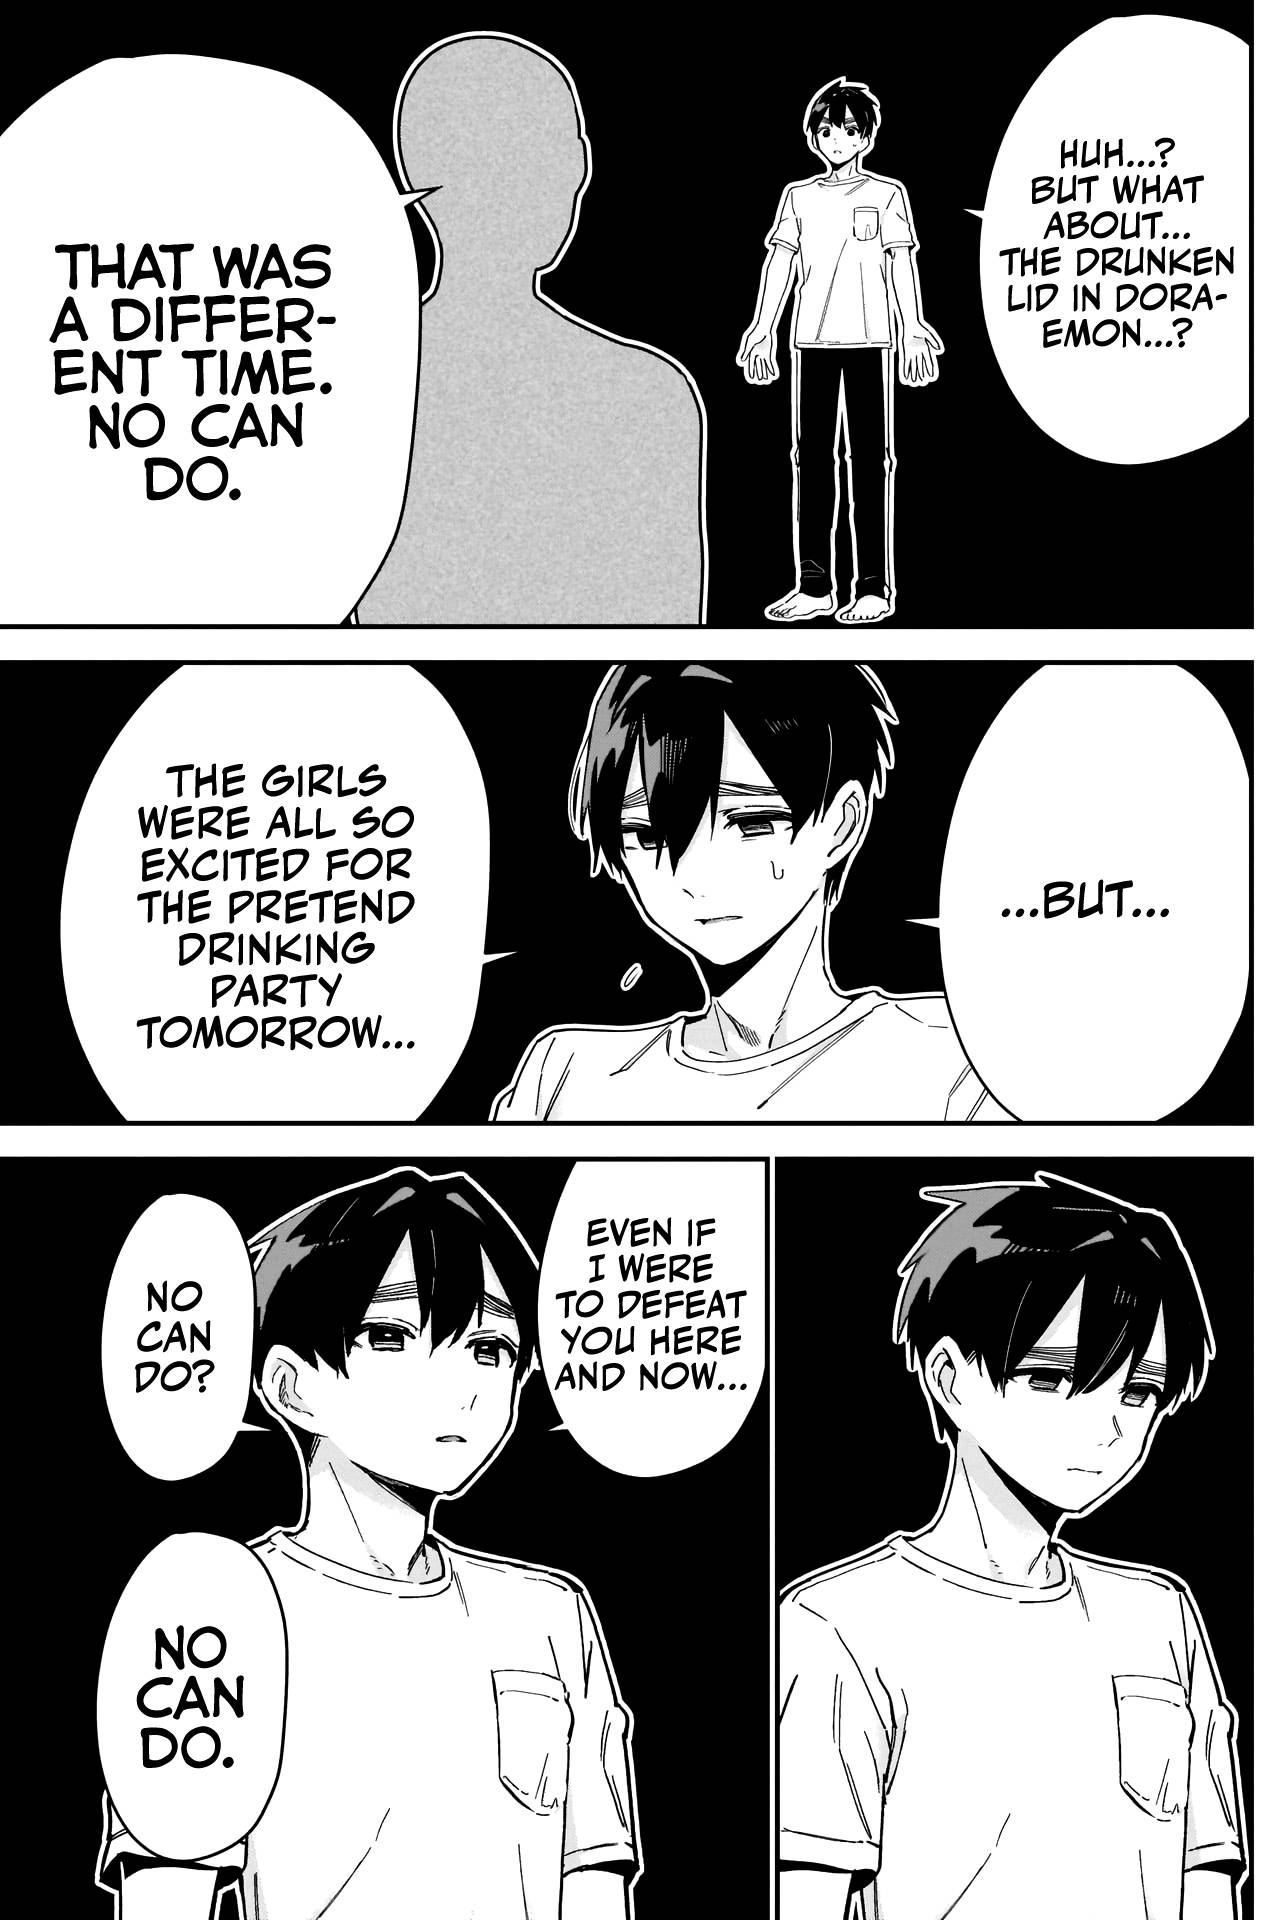 HUH...?
BUT WHAT
ABOUT...
THE DRUNKEN
LID IN DORA-
EMON...?
THAT WAS
A DIFFER-
ENT TIME.
NO CAN
DO.
...BUT...
THE GIRLS
WERE ALL SO
EXCITED FOR
THE PRETEND
DRINKING
PARTY
TOMORROW...
EVEN IF
I WERE
TO DEFEAT
YOU HERE
AND NOW...
NO
CAN
DO?
NO
CAN
DO.